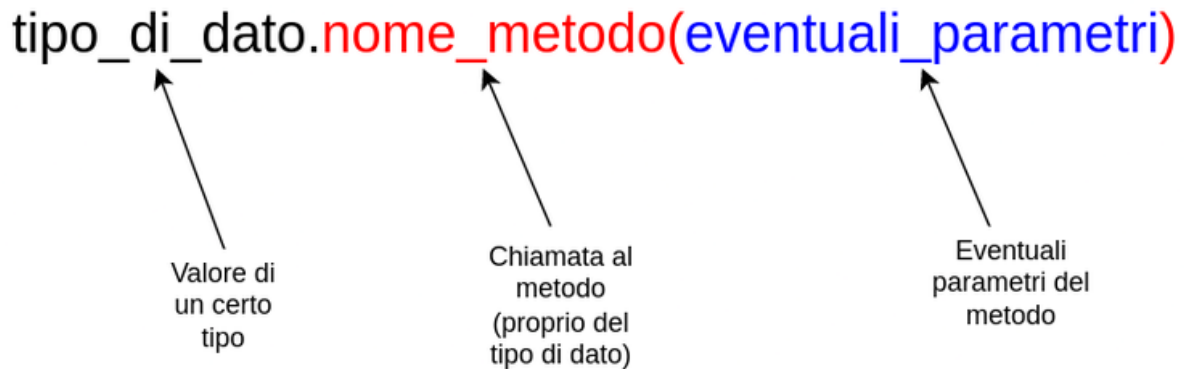 tipo_di_dato.nome_metodo(eventuali_parametri)
Valore di
un certo
tipo
Chiamata al
metodo
(proprio del
tipo di dato)
Eventuali
parametri del
metodo